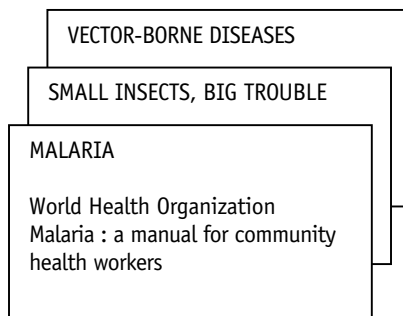 VECTOR-BORNE DISEASES
SMALL INSECTS, BIG TROUBLE
MALARIA
World Health Organization
Malaria : a manual for community
health workers